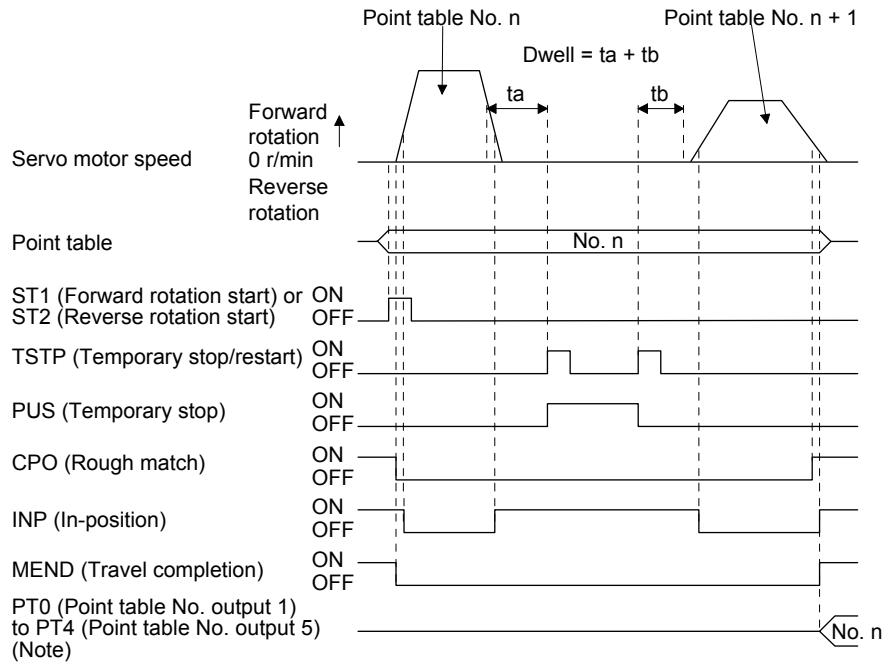 Point table No. n
Point table No. n + 1
Dwell = ta + tb
ta
tb
Forward
rotation
Servo motor speed
0 r/min
Reverse
rotation
Point table
No. n
ST1 (Forward rotation start) or
ST2 (Reverse rotation start)
ON
OFF
TSTP (Temporary stop/restart)
ON
OFF
PUS (Temporary stop)
ON
OFF
CPO (Rough match)
ON
OFF
INP (In-position)
ON
OFF
MEND (Travel completion)
ON
OFF
PT0 (Point table No. output 1)
to PT4 (Point table No. output 5)
(Note)
No. n